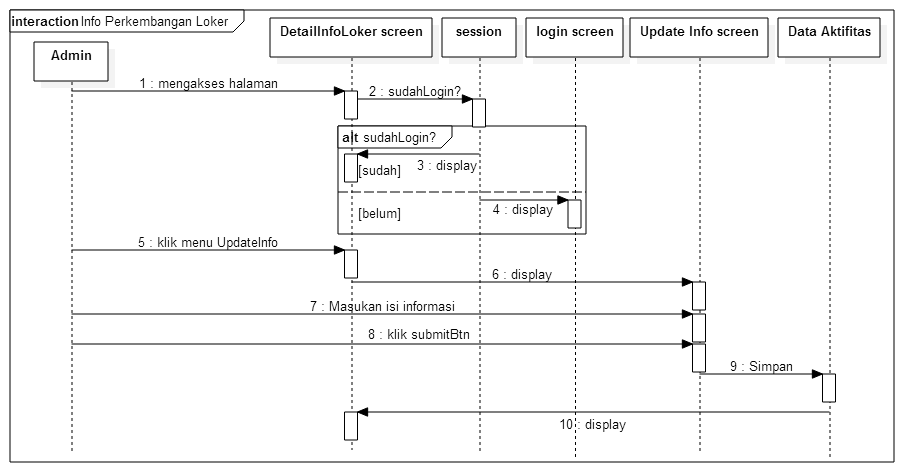 interaction Info Perkembangan Loker
Admin
DetailInfoLoker screen
session
login screen
Update Info screen
Data Aktifitas
1 : mengakses halaman
2 : sudahLogin?
alt sudahLogin?
3 : display
[sudah]
4 : display
[belum]
5 : klik menu UpdateInfo
6 : display
7 : Masukan isi informasi
8 : klik submitBtn
9 : Simpan
10 : display